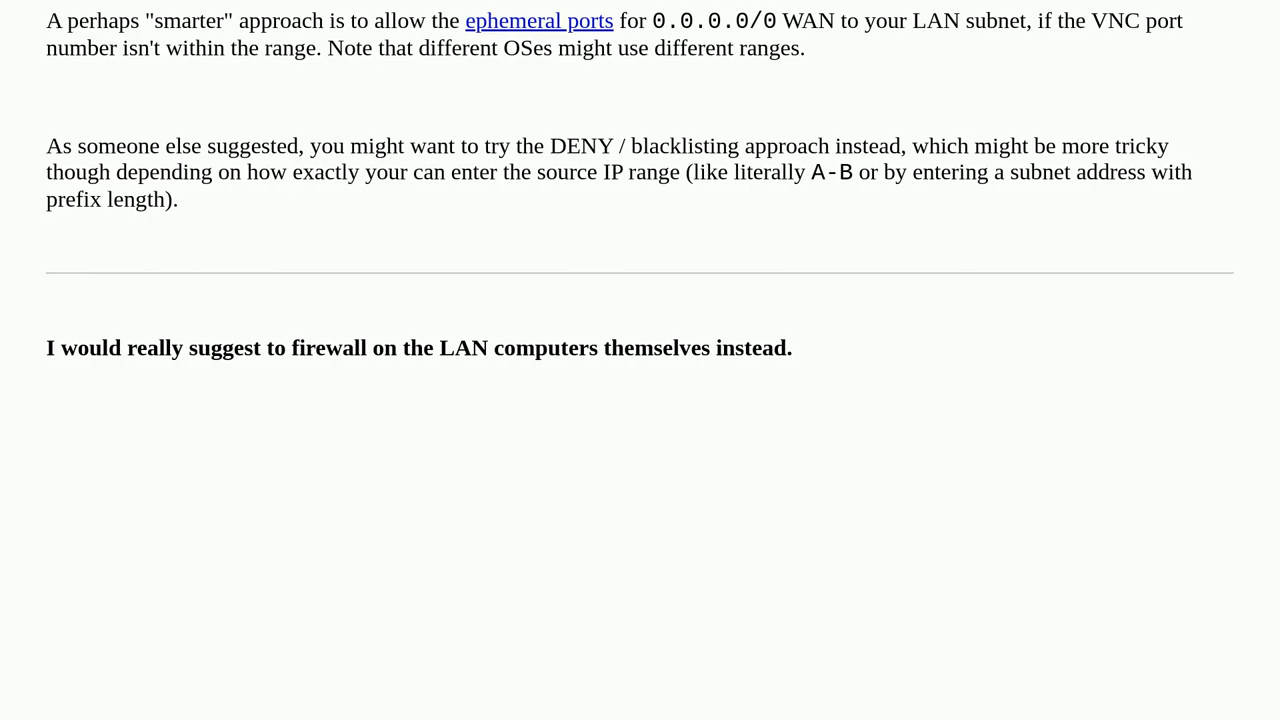 A perhaps "smarter" approach is to allow the ephemeral ports for 0.0.0.0/0 WAN to your LAN subnet, if the VNC port
number isn't within the range. Note that different OSes might use different ranges.
As someone else suggested, you might want to try the DENY / blacklisting approach instead, which might be more tricky
though depending on how exactly your can enter the source IP range (like literally A-B or by entering a subnet address with
prefix length).
I would really suggest to firewall on the LAN computers themselves instead.